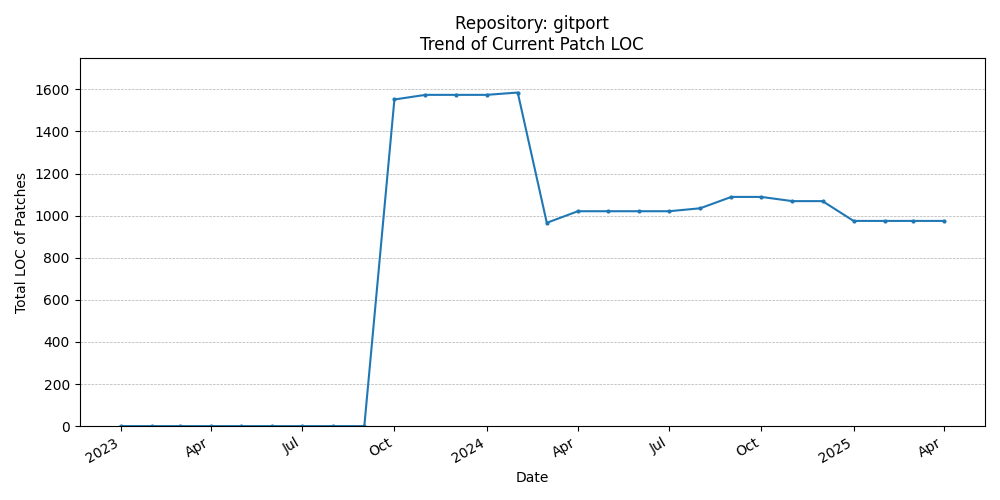 Repository: gitport
Trend of Current Patch LOC
Total LOC of Patches
1600
1400
1200
1000
800
600
400
200
0
2023
Apr
Jul
Oct
2024
Apr
Jul
Oct
2025
Apr
Date